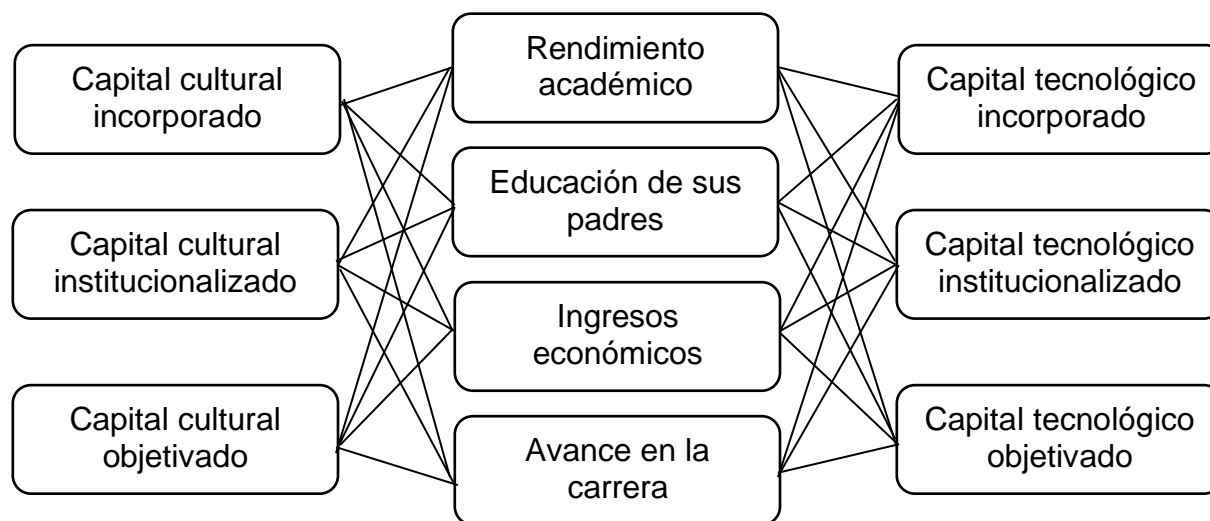 Capital cultural
incorporado
Capital cultural
institucionalizado
Capital cultural
objetivado
Rendimiento
académico
Educación de sus
padres
Ingresos
económicos
Avance en la
carrera
Capital tecnológico
incorporado
Capital tecnológico
institucionalizado
Capital tecnológico
objetivado